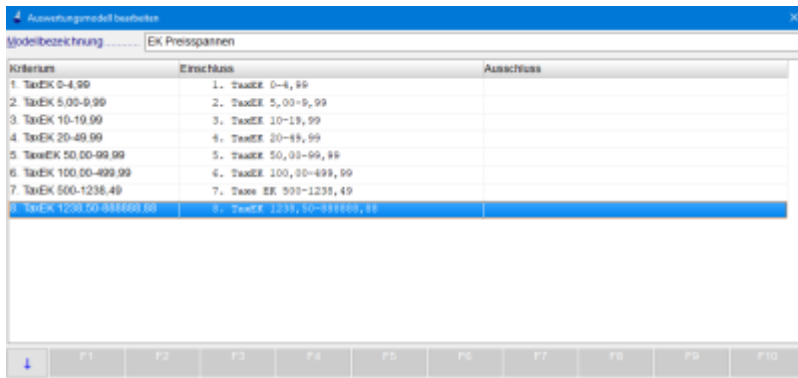 Auswertungsmodell bearbeiten
Modellbezeichnung......... EK Preisspannen
Kriterium Einschluss Ausschluss
1. TaxEK 0-4,99 1. TaxEK 0-4,99
2. TaxEK 5,00-9,99 2. TaxEK 5,00-9,99
3. TaxEK 10-19,99 3. TaxEK 10-19,99
4. TaxEK 20-49,99 4. TaxEK 20-49,99
5. TaxeEK 50,00-99,99 5. TaxEK 50,00-99,99
6. TaxEK 100,00-499,99 6. TaxEK 100,00-499,99
7. TaxEK 500-1238,49 7. Taxe EK 500-1238,49
8. TaxEK 1238,50-888888,88 8. TaxEK 1238,50-888888,88
F1 F2 F3 F4 F5 F6 F7 F8 F9 F10